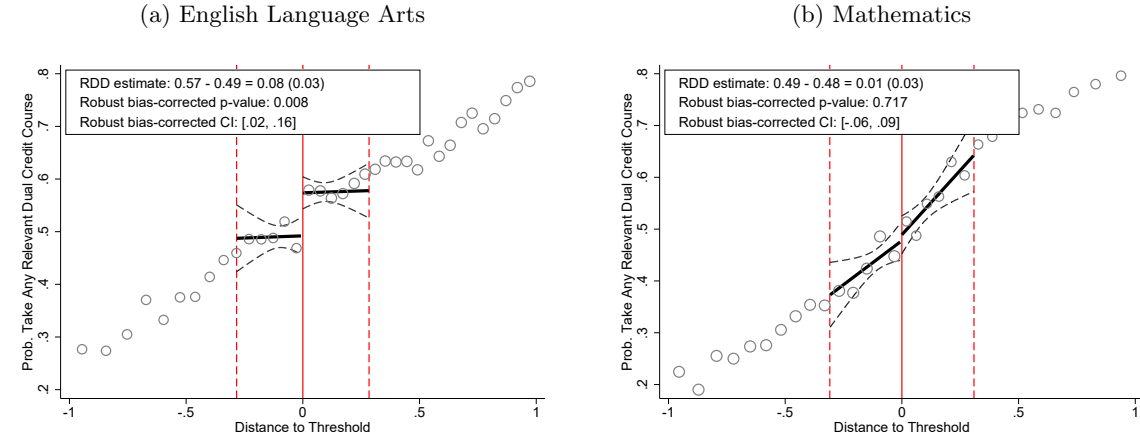 (a) English Language Arts
RDD estimate: 0.57 - 0.49 = 0.08 (0.03)
Robust bias-corrected p-value: 0.008
Robust bias-corrected CI: [.02, .16]
Prob. Take Any Relevant Dual Credit Course
.8
.7
.6
.5
.4
.3
.2
-1
-.5
0
.5
1
Distance to Threshold
(b) Mathematics
RDD estimate: 0.49 - 0.48 = 0.01 (0.03)
Robust bias-corrected p-value: 0.717
Robust bias-corrected CI: [-.06, .09]
Prob. Take Any Relevant Dual Credit Course
.8
.7
.6
.5
.4
.3
.2
-1
-.5
0
.5
1
Distance to Threshold